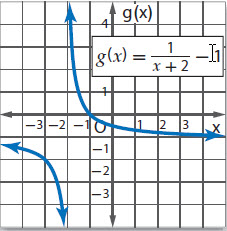 g(x)
4
g(x) = 1/(x + 2) − 1
1
−3 −2 −1 O 1 2 3 x
−1
−2
−3